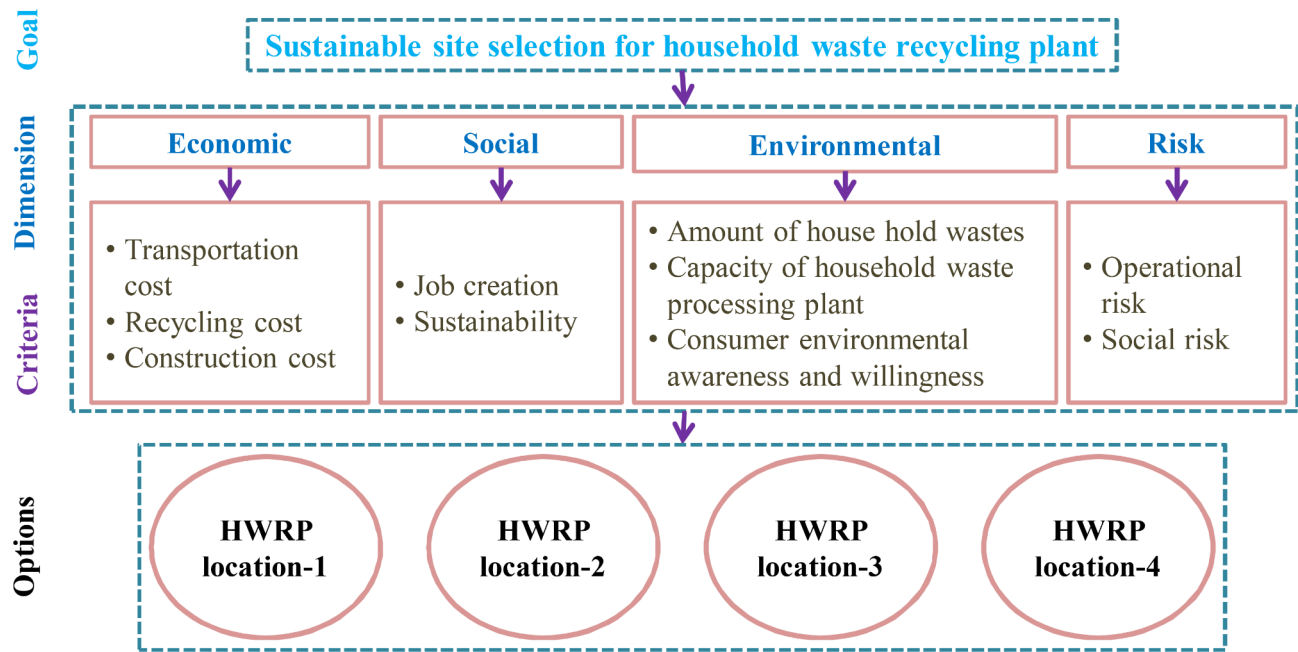 Goal
Sustainable site selection for household waste recycling plant
Dimension
Economic
Social
Environmental
Risk
Criteria
• Transportation
cost
• Recycling cost
• Construction cost
• Job creation
• Sustainability
• Amount of house hold wastes
• Capacity of household waste
processing plant
• Consumer environmental
awareness and willingness
• Operational
risk
• Social risk
Options
HWRP
location-1
HWRP
location-2
HWRP
location-3
HWRP
location-4